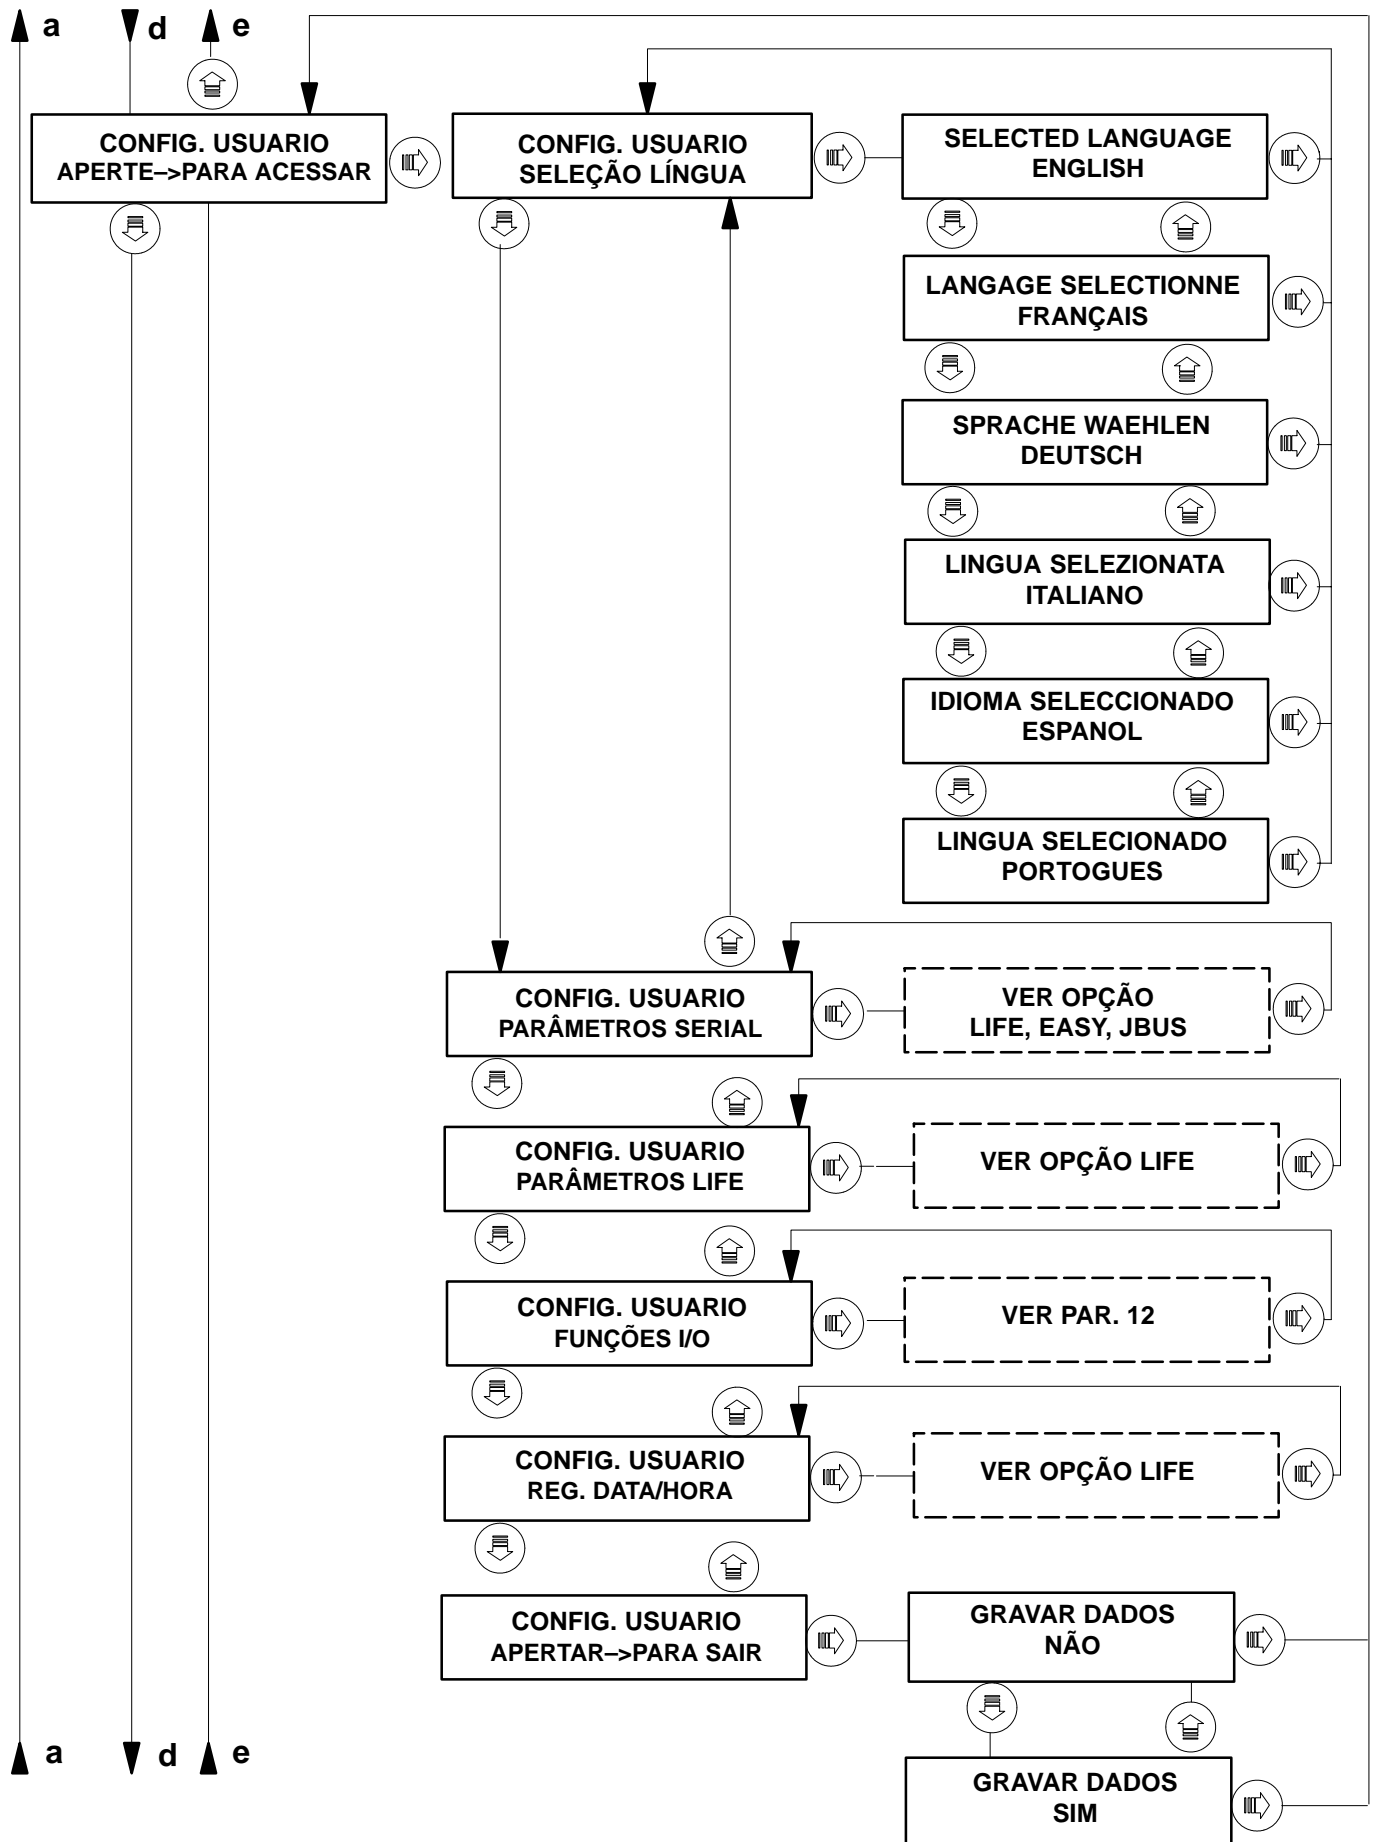 a
d
e
CONFIG. USUARIO
APERTE–>PARA ACESSAR
CONFIG. USUARIO
SELEÇÃO LÍNGUA
SELECTED LANGUAGE
ENGLISH
LANGAGE SELECTIONNE
FRANÇAIS
SPRACHE WAEHLEN
DEUTSCH
LINGUA SELEZIONATA
ITALIANO
IDIOMA SELECCIONADO
ESPANOL
LINGUA SELECIONADO
PORTOGUES
CONFIG. USUARIO
PARÂMETROS SERIAL
VER OPÇÃO
LIFE, EASY, JBUS
CONFIG. USUARIO
PARÂMETROS LIFE
VER OPÇÃO LIFE
CONFIG. USUARIO
FUNÇÕES I/O
VER PAR. 12
CONFIG. USUARIO
REG. DATA/HORA
VER OPÇÃO LIFE
CONFIG. USUARIO
APERTAR–>PARA SAIR
GRAVAR DADOS
NÃO
a
d
e
GRAVAR DADOS
SIM